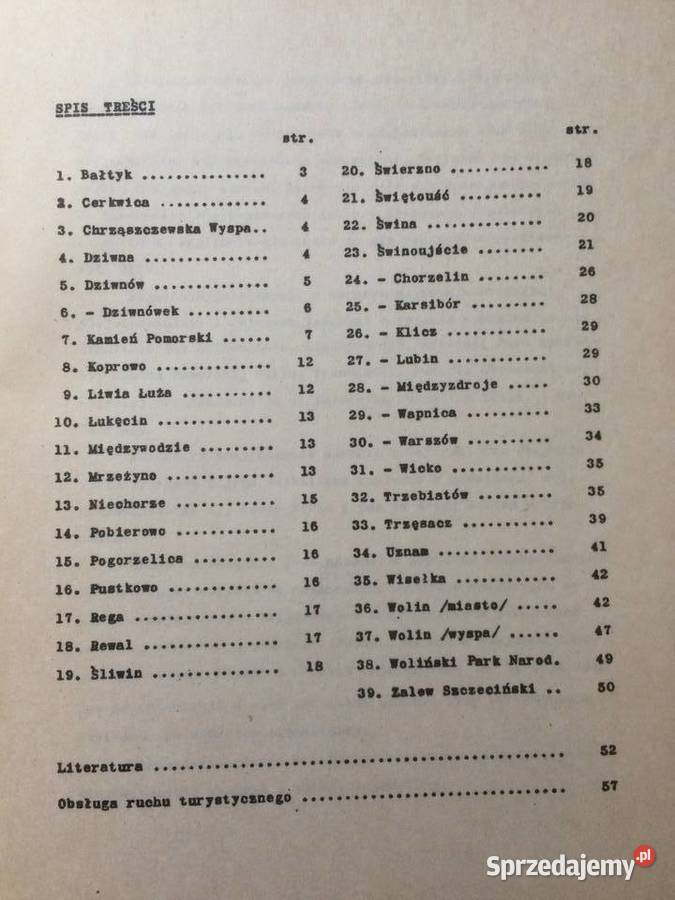 SPIS TREŚCI
str.
1. Bałtyk ............... 3
2. Cerkwica ............. 4
3. Chrząszczewska Wyspa.. 4
4. Dziwna ............... 4
5. Dziwnów .............. 5
6. - Dziwnówek .......... 6
7. Kamień Pomorski ...... 7
8. Koprowo .............. 12
9. Liwia Łuża ........... 12
10. Łukęcin .............. 13
11. Międzywodzie ......... 13
12. Mrzeżyno ............. 13
13. Niechorze ............ 15
14. Pobierowo ............ 16
15. Pogorzelica .......... 16
16. Pustkowo ............. 16
17. Rega ................. 17
18. Rewal ................ 17
19. Śliwin ............... 18
str.
20. Świerzno ............ 18
21. Świętouść .......... 19
22. Świna .............. 20
23. Świnoujście ........ 21
24. - Chorzelin ........ 26
25. - Karsibór ......... 28
26. - Klicz ............ 29
27. - Lubin ............ 29
28. - Międzyzdroje ..... 30
29. - Wapnica .......... 33
30. - Warszów .......... 34
31. - Wicko ............ 35
32. Trzebiatów ......... 35
33. Trzęsacz ........... 39
34. Uznam .............. 41
35. Wisełka ............ 42
36. Wolin /miasto/ ..... 42
37. Wolin /wyspa/ ...... 47
38. Woliński Park Narod. 49
39. Zalew Szczeciński .. 50
Literatura .................................................. 52
Obsługa ruchu turystycznego ................................ 57
Sprzedajemy.pl